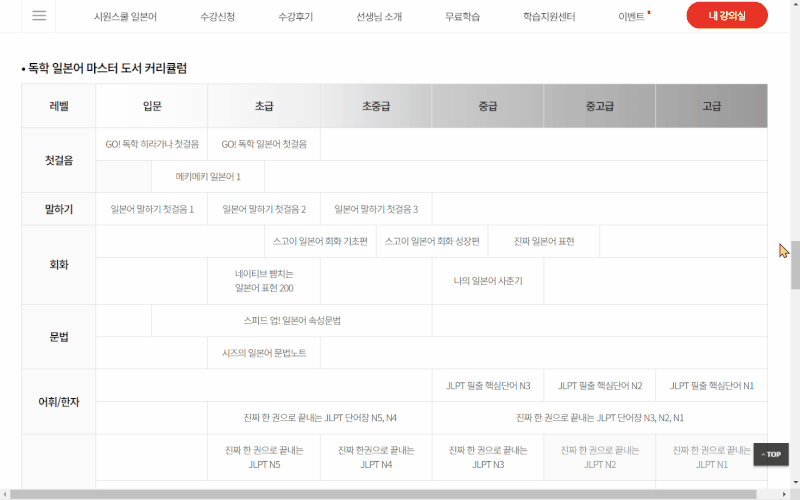 시원스쿨 일본어 수강신청 수강후기 선생님 소개 무료학습 학습지원센터 이벤트 내 강의실
• 독학 일본어 마스터 도서 커리큘럼
레벨 입문 초급 초중급 중급 중고급 고급
첫걸음
GO! 독학 히라가나 첫걸음 GO! 독학 일본어 첫걸음
메키메키 일본어 1
말하기 일본어 말하기 첫걸음 1 일본어 말하기 첫걸음 2 일본어 말하기 첫걸음 3
회화
스고이 일본어 회화 기초편 스고이 일본어 회화 성장편 진짜 일본어 표현
네이티브 뺨치는
일본어 표현 200
나의 일본어 사춘기
문법
스피드 업! 일본어 속성문법
시즈의 일본어 문법노트
어휘/한자
JLPT 필출 핵심단어 N3 JLPT 필출 핵심단어 N2 JLPT 필출 핵심단어 N1
진짜 한 권으로 끝내는 JLPT 단어장 N5, N4 진짜 한 권으로 끝내는 JLPT 단어장 N3, N2, N1
진짜 한 권으로 끝내는 진짜 한권으로 끝내는 진짜 한 권으로 끝내는 진짜 한 권으로 끝내는 진짜 한 권으로 끝내는
JLPT N5 JLPT N4 JLPT N3 JLPT N2 JLPT N1
TOP